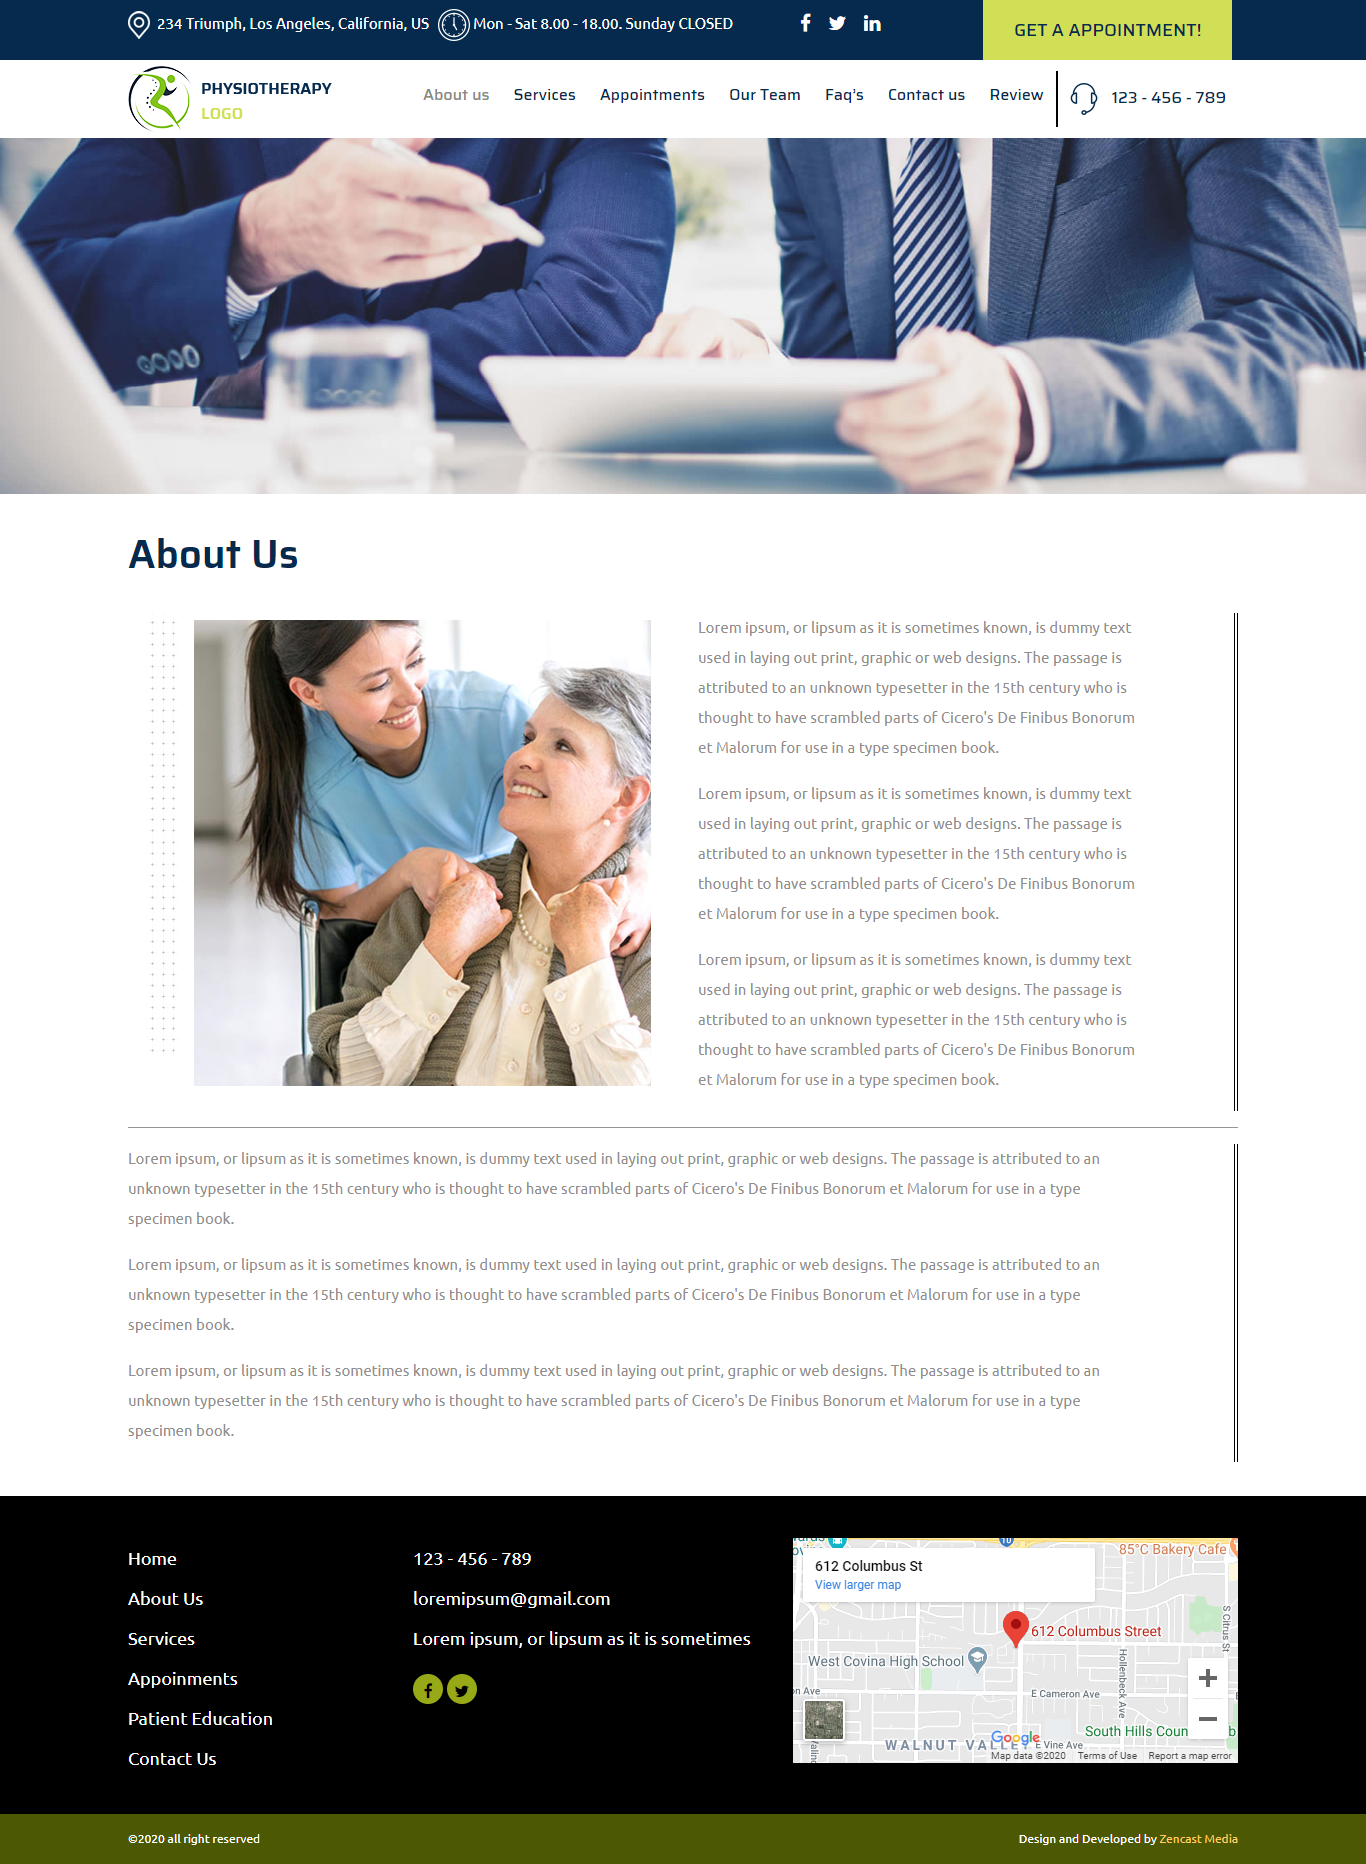 234 Triumph, Los Angeles, California, US
Mon - Sat 8.00 - 18.00. Sunday CLOSED
GET A APPOINTMENT!
PHYSIOTHERAPY
LOGO
About us
Services
Appointments
Our Team
Faq's
Contact us
Review
123 - 456 - 789
About Us
Lorem ipsum, or lipsum as it is sometimes known, is dummy text
used in laying out print, graphic or web designs. The passage is
attributed to an unknown typesetter in the 15th century who is
thought to have scrambled parts of Cicero's De Finibus Bonorum
et Malorum for use in a type specimen book.
Lorem ipsum, or lipsum as it is sometimes known, is dummy text
used in laying out print, graphic or web designs. The passage is
attributed to an unknown typesetter in the 15th century who is
thought to have scrambled parts of Cicero's De Finibus Bonorum
et Malorum for use in a type specimen book.
Lorem ipsum, or lipsum as it is sometimes known, is dummy text
used in laying out print, graphic or web designs. The passage is
attributed to an unknown typesetter in the 15th century who is
thought to have scrambled parts of Cicero's De Finibus Bonorum
et Malorum for use in a type specimen book.
Lorem ipsum, or lipsum as it is sometimes known, is dummy text used in laying out print, graphic or web designs. The passage is attributed to an
unknown typesetter in the 15th century who is thought to have scrambled parts of Cicero's De Finibus Bonorum et Malorum for use in a type
specimen book.
Lorem ipsum, or lipsum as it is sometimes known, is dummy text used in laying out print, graphic or web designs. The passage is attributed to an
unknown typesetter in the 15th century who is thought to have scrambled parts of Cicero's De Finibus Bonorum et Malorum for use in a type
specimen book.
Lorem ipsum, or lipsum as it is sometimes known, is dummy text used in laying out print, graphic or web designs. The passage is attributed to an
unknown typesetter in the 15th century who is thought to have scrambled parts of Cicero's De Finibus Bonorum et Malorum for use in a type
specimen book.
Home
About Us
Services
Appoinments
Patient Education
Contact Us
123 - 456 - 789
loremipsum@gmail.com
Lorem ipsum, or lipsum as it is sometimes
10
85°C Bakery Cafe
612 Columbus St
View larger map
S Citrus St
612 Columbus Street
West Covina High School
Hollenbeck Ave
E Cameron Ave
South Hills Coun
Google
WALNUT VALLEY
E Vine Ave
Map data ©2020
Terms of Use
Report a map error
©2020 all right reserved
Design and Developed by Zencast Media